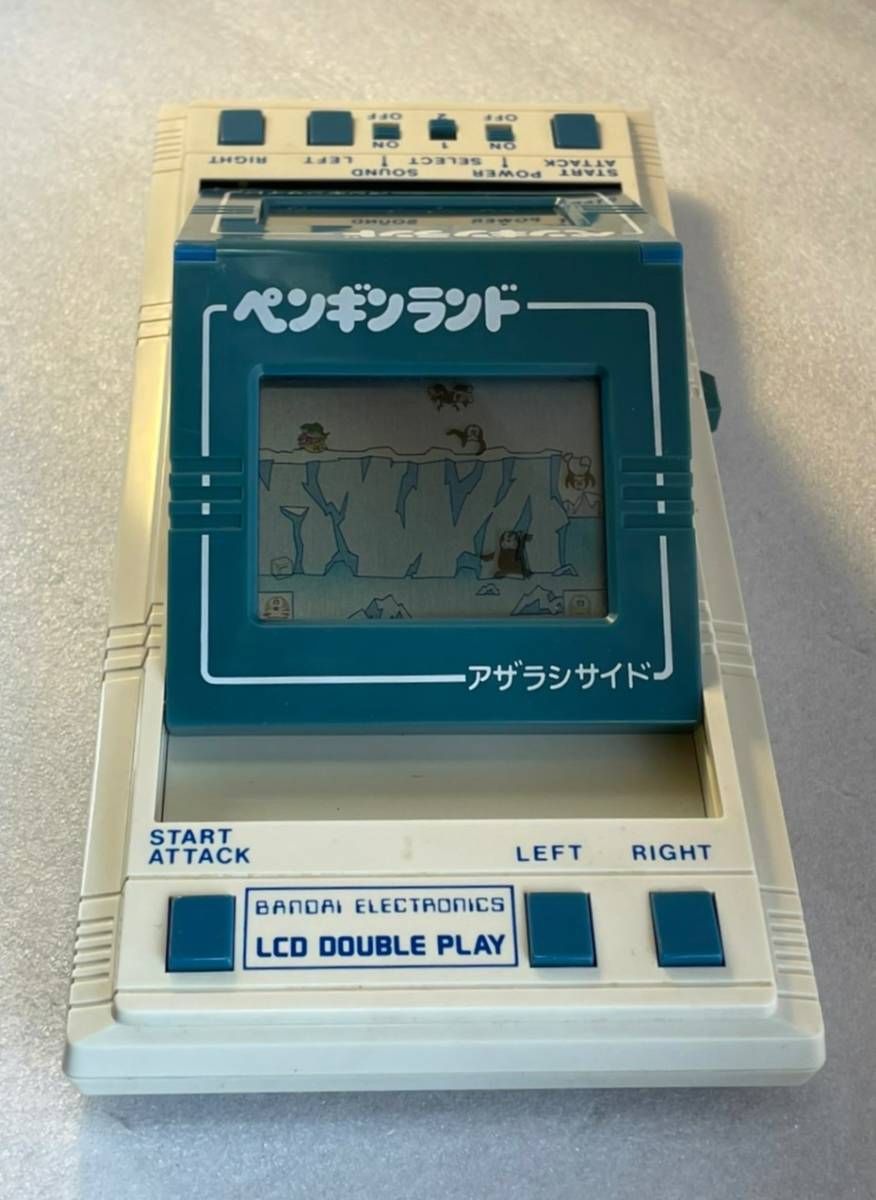 RIGHT
LEFT
OFF
ON
SOUND
2
1
SELECT
OFF
ON
POWER
START
ATTACK
ペンギンランド
アザラシサイド
START
ATTACK
LEFT RIGHT
BANDAI ELECTRONICS
LCD DOUBLE PLAY